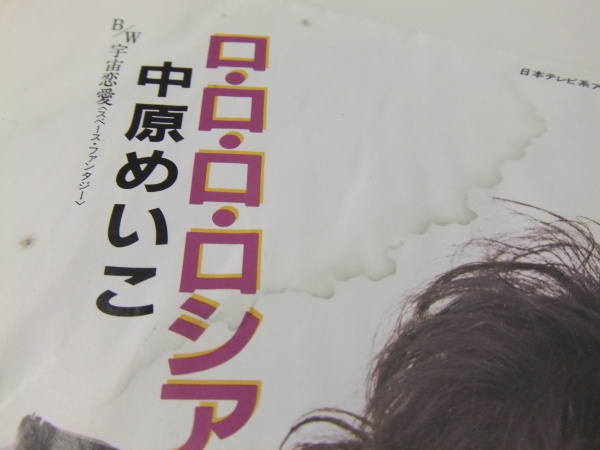 日本テレビ系ア
ロ・ロ・ロ・ロシア
中原めいこ
B/W 宇宙恋愛<スペース・ファンタジー>